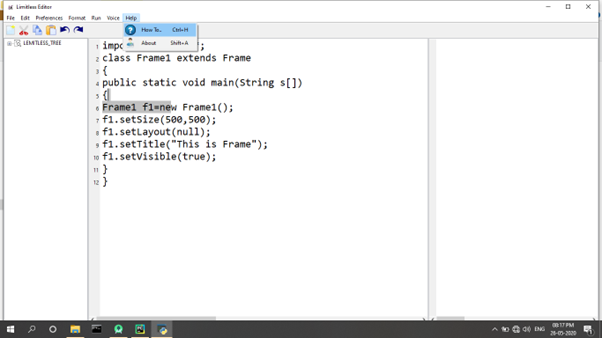 Limitless Editor
File Edit Preferences Format Run Voice Help
How To.. Ctrl+H
About Shift+A
LEMITLESS_TREE
1 impo ;
2 class Frame1 extends Frame
3 {
4 public static void main(String s[])
5 {
6 Frame1 f1=new Frame1();
7 f1.setSize(500,500);
8 f1.setLayout(null);
9 f1.setTitle("This is Frame");
10 f1.setVisible(true);
11 }
12 }
ENG
08:17 PM
26-05-2020